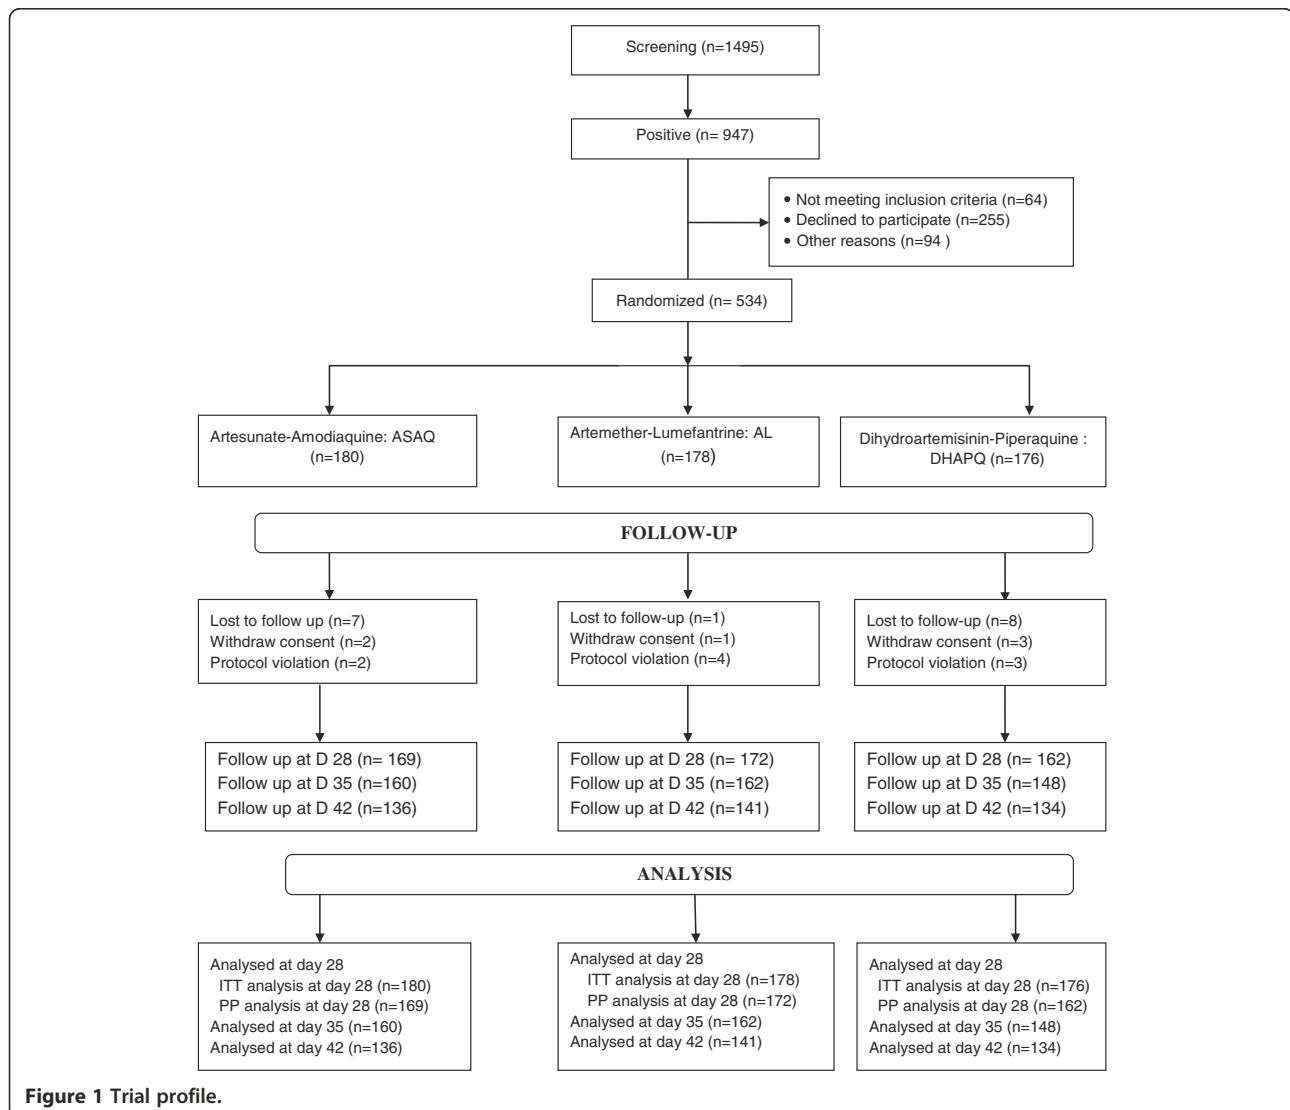 Screening (n=1495)
Positive (n= 947)
• Not meeting inclusion criteria (n=64)
• Declined to participate (n=255)
• Other reasons (n=94 )
Randomized (n= 534)
Artesunate-Amodiaquine: ASAQ
(n=180)
Artemether-Lumefantrine: AL
(n=178)
Dihydroartemisinin-Piperaquine :
DHAPQ (n=176)
FOLLOW-UP
Lost to follow up (n=7)
Withdraw consent (n=2)
Protocol violation (n=2)
Lost to follow-up (n=1)
Withdraw consent (n=1)
Protocol violation (n=4)
Lost to follow-up (n=8)
Withdraw consent (n=3)
Protocol violation (n=3)
Follow up at D 28 (n= 169)
Follow up at D 35 (n=160)
Follow up at D 42 (n=136)
Follow up at D 28 (n= 172)
Follow up at D 35 (n=162)
Follow up at D 42 (n=141)
Follow up at D 28 (n= 162)
Follow up at D 35 (n=148)
Follow up at D 42 (n=134)
ANALYSIS
Analysed at day 28
ITT analysis at day 28 (n=180)
PP analysis at day 28 (n=169)
Analysed at day 35 (n=160)
Analysed at day 42 (n=136)
Analysed at day 28
ITT analysis at day 28 (n=178)
PP analysis at day 28 (n=172)
Analysed at day 35 (n=162)
Analysed at day 42 (n=141)
Analysed at day 28
ITT analysis at day 28 (n=176)
PP analysis at day 28 (n=162)
Analysed at day 35 (n=148)
Analysed at day 42 (n=134)
Figure 1 Trial profile.